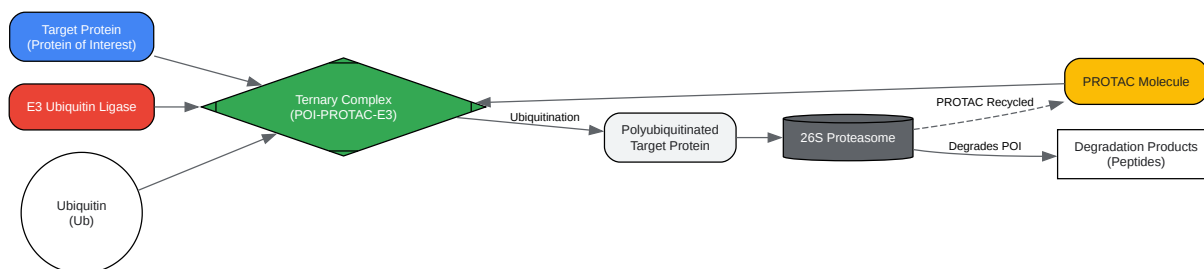 Target Protein
(Protein of Interest)
E3 Ubiquitin Ligase
Ubiquitin
(Ub)
Ternary Complex
(POI-PROTAC-E3)
Ubiquitination
Polyubiquitinated
Target Protein
26S Proteasome
PROTAC Recycled
Degrades POI
PROTAC Molecule
Degradation Products
(Peptides)